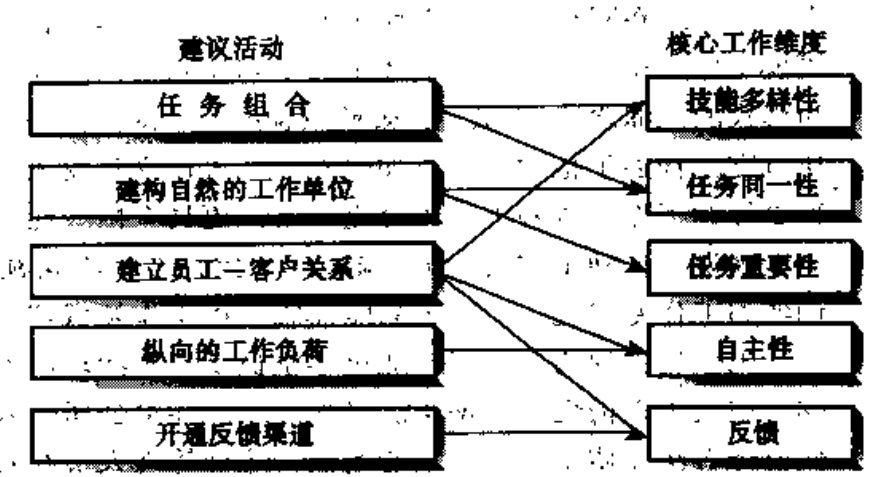 建议活动
核心工作维度
任务组合
技能多样性
建构自然的工作单位
任务同一性
建立员工—客户关系
任务重要性
纵向的工作负荷
自主性
开通反馈渠道
反馈